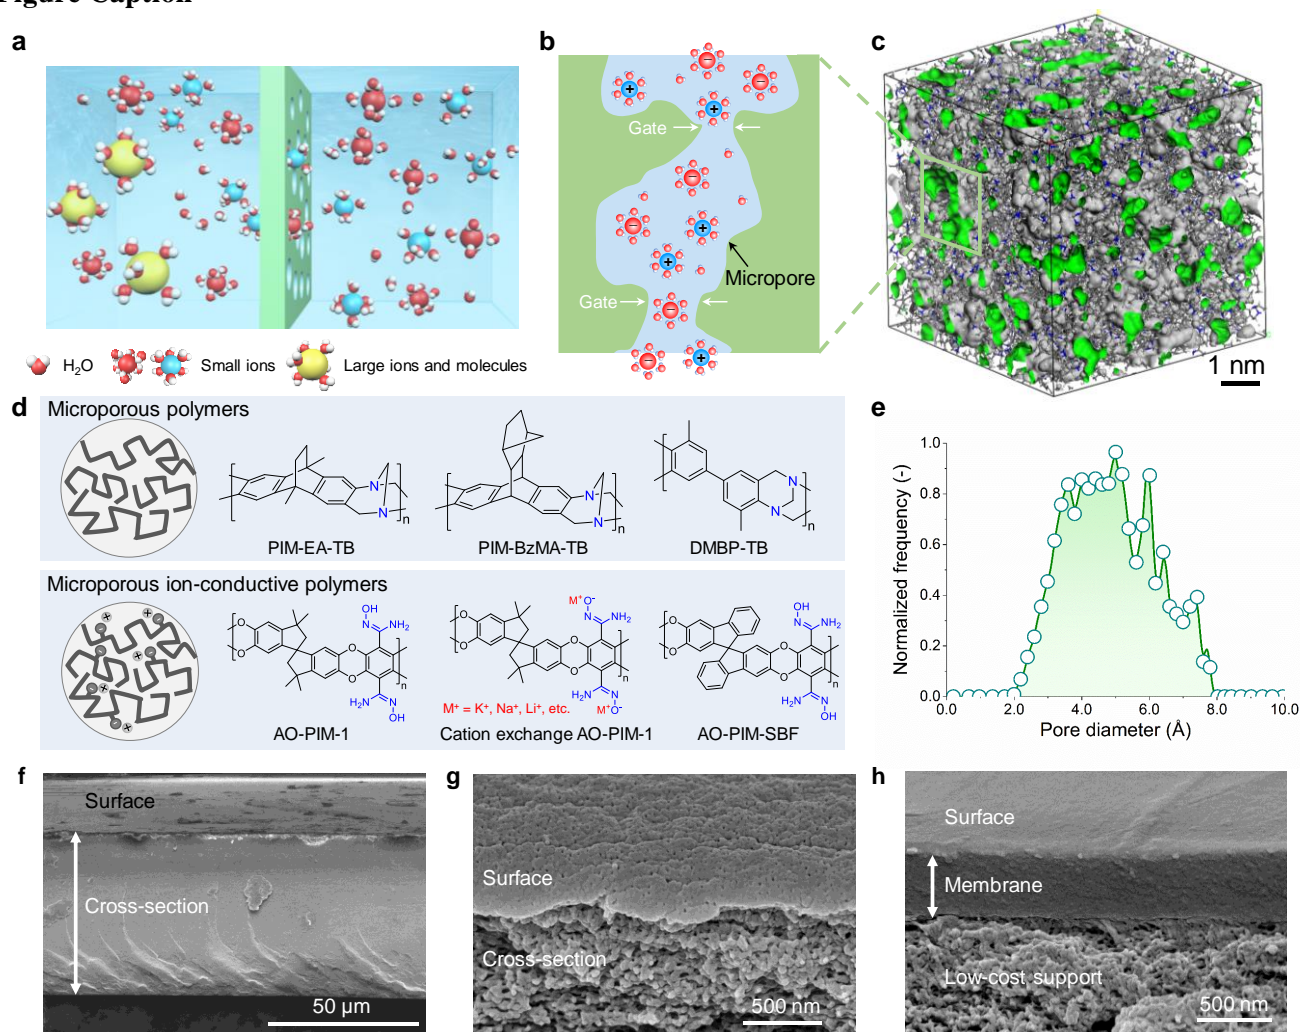 Figure Caption
a
b
c
Gate
Micropore
Gate
1 nm
H₂O
Small ions
Large ions and molecules
d
Microporous polymers
N
N
n
PIM-EA-TB
N
N
n
PIM-BzMA-TB
N
N
n
DMBP-TB
Microporous ion-conductive polymers
O
O
O
O
OH
N
NH₂
H₂N
N
OH
n
AO-PIM-1
O
O
O
O
M⁺
O⁻
N
NH₂
H₂N
N
M⁺O⁻
n
M⁺ = K⁺, Na⁺, Li⁺, etc.
Cation exchange AO-PIM-1
O
O
O
O
OH
N
NH₂
H₂N
N
OH
n
AO-PIM-SBF
e
Normalized frequency (-)
1.0
0.8
0.6
0.4
0.2
0.0
0.0
2.0
4.0
6.0
8.0
10.0
Pore diameter (Å)
f
Surface
Cross-section
50 µm
g
Surface
Cross-section
500 nm
h
Surface
Membrane
Low-cost support
500 nm